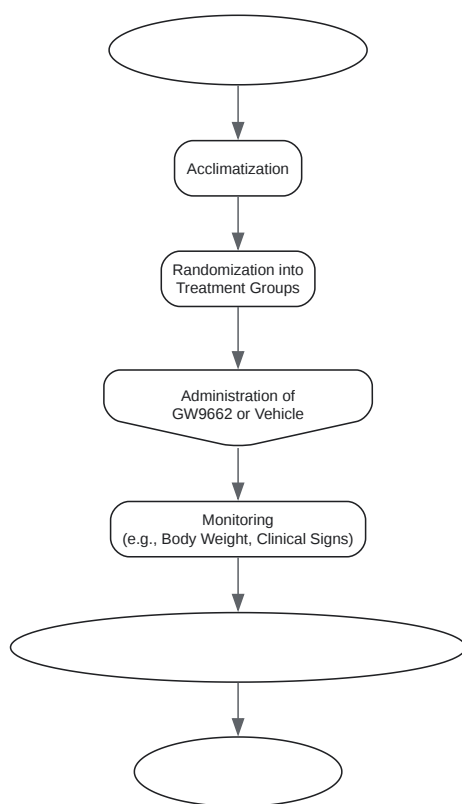 Acclimatization
Randomization into
Treatment Groups
Administration of
GW9662 or Vehicle
Monitoring
(e.g., Body Weight, Clinical Signs)